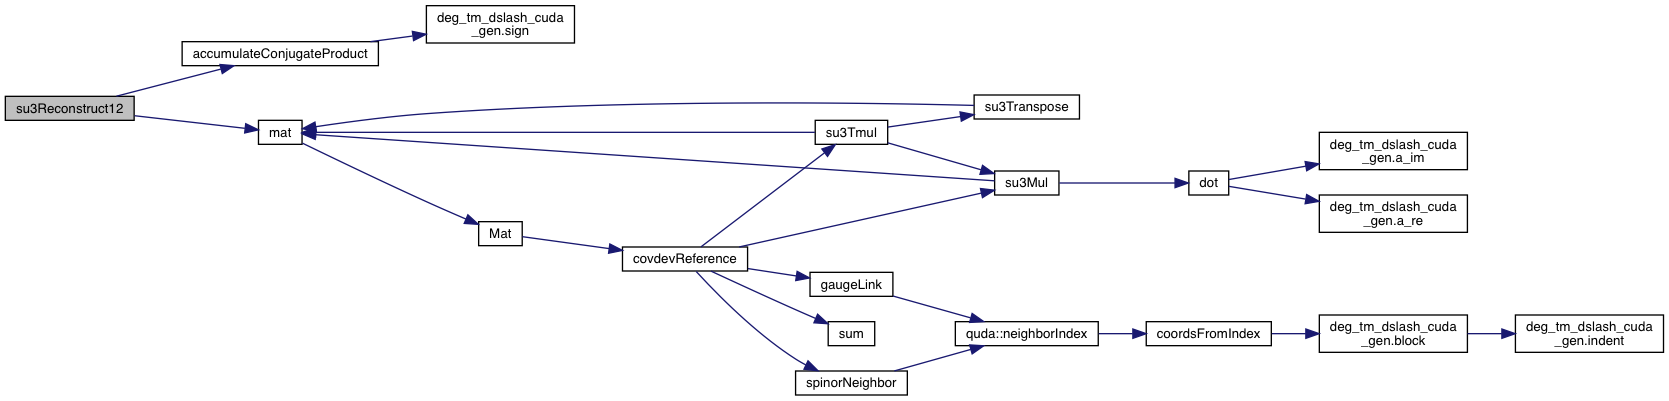 su3Reconstruct12
accumulateConjugateProduct
deg_tm_dslash_cuda
_gen.sign
mat
Mat
covdevReference
su3Tmul
su3Transpose
su3Mul
dot
deg_tm_dslash_cuda
_gen.a_im
deg_tm_dslash_cuda
_gen.a_re
gaugeLink
sum
spinorNeighbor
quda::neighborIndex
coordsFromIndex
deg_tm_dslash_cuda
_gen.block
deg_tm_dslash_cuda
_gen.indent